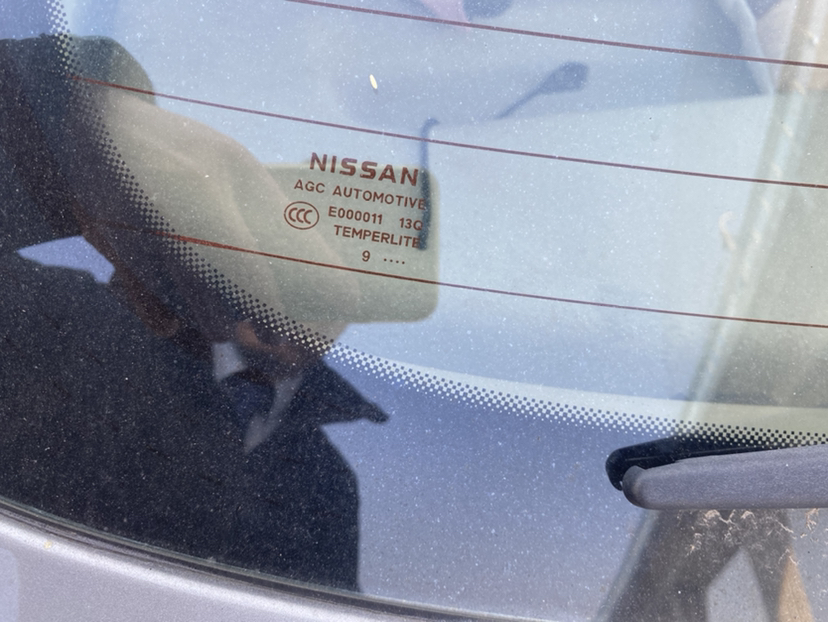 NISSAN
AGC AUTOMOTIVE
CCC E000011 13C
TEMPERLITE
9 ....